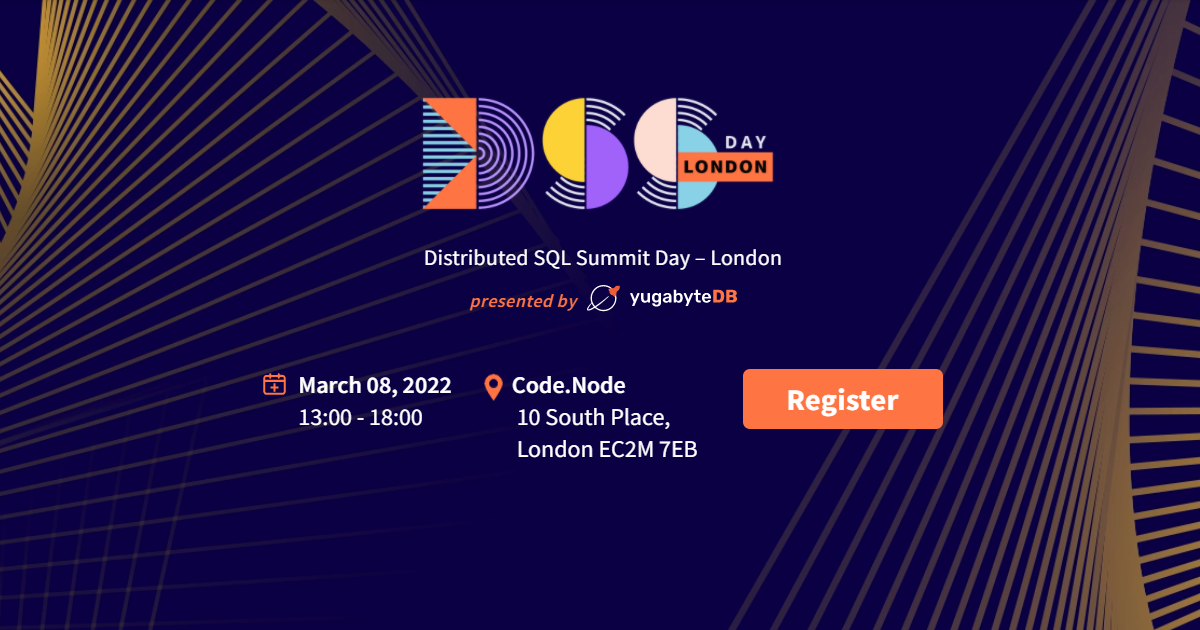 DSS
DAY
LONDON
Distributed SQL Summit Day – London
presented by yugabyteDB
March 08, 2022
13:00 - 18:00
Code.Node
10 South Place,
London EC2M 7EB
Register